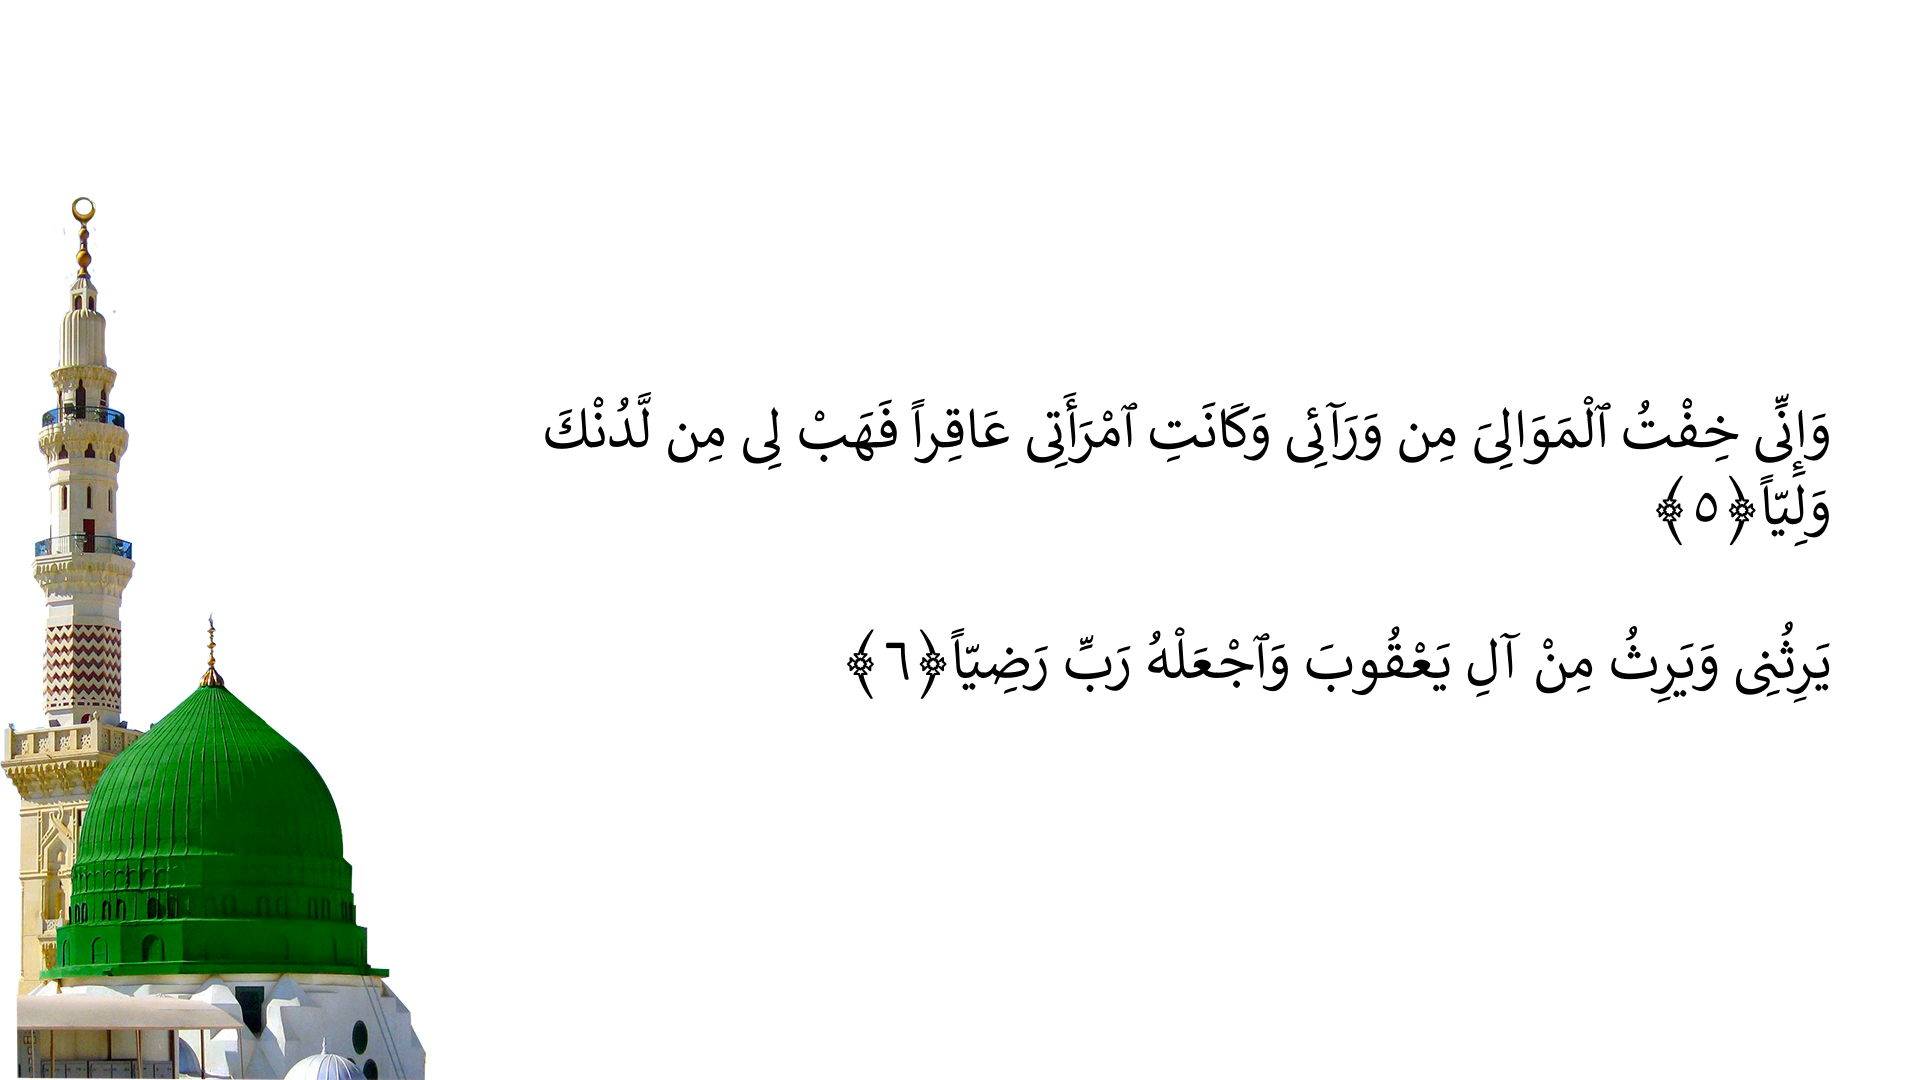 وَإِنِّى خِفْتُ ٱلْمَوَالِىَ مِن وَرَآئِى وَكَانَتِ ٱمْرَأَتِى عَاقِراً فَهَبْ لِى مِن لَّدُنْكَ
وَلِيّاً ﴿٥﴾
يَرِثُنِى وَيَرِثُ مِنْ آلِ يَعْقُوبَ وَٱجْعَلْهُ رَبِّ رَضِيّاً ﴿٦﴾